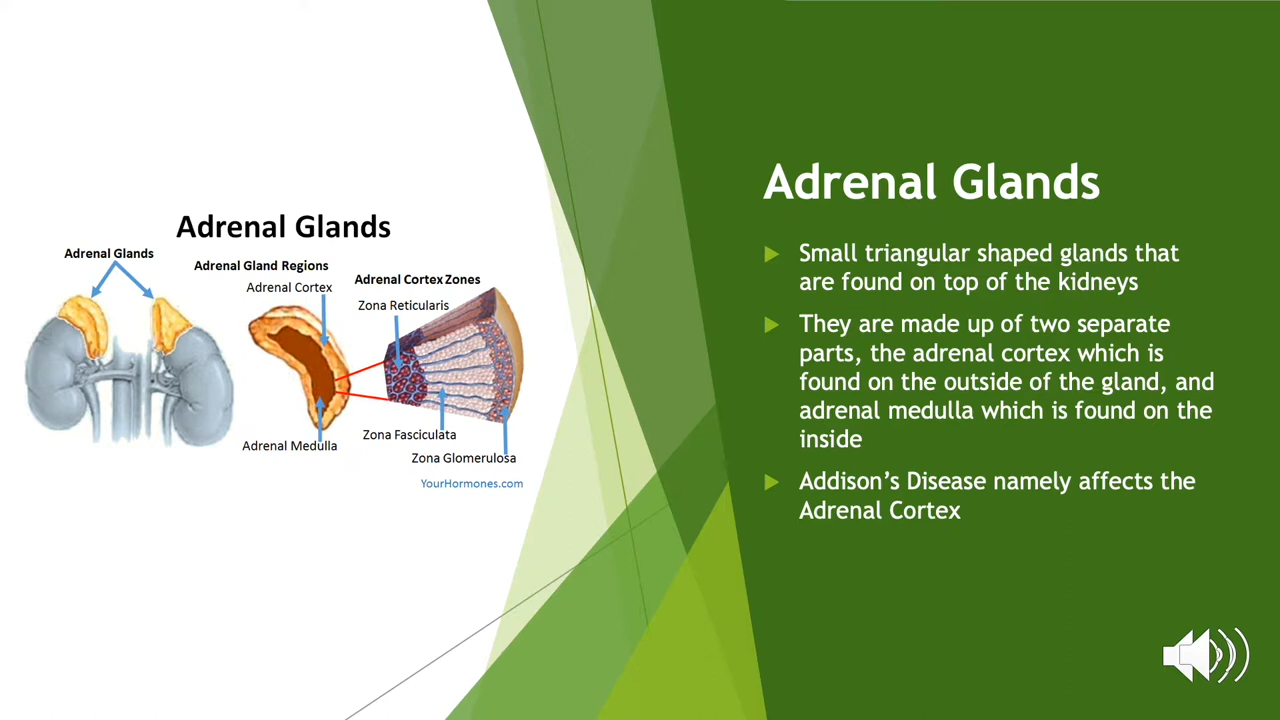 Adrenal Glands
Adrenal Glands
Adrenal Gland Regions
Adrenal Cortex
Adrenal Medulla
Adrenal Cortex Zones
Zona Reticularis
Zona Fasciculata
Zona Glomerulosa
YourHormones.com
Adrenal Glands
Small triangular shaped glands that
are found on top of the kidneys
They are made up of two separate
parts, the adrenal cortex which is
found on the outside of the gland, and
adrenal medulla which is found on the
inside
Addison’s Disease namely affects the
Adrenal Cortex